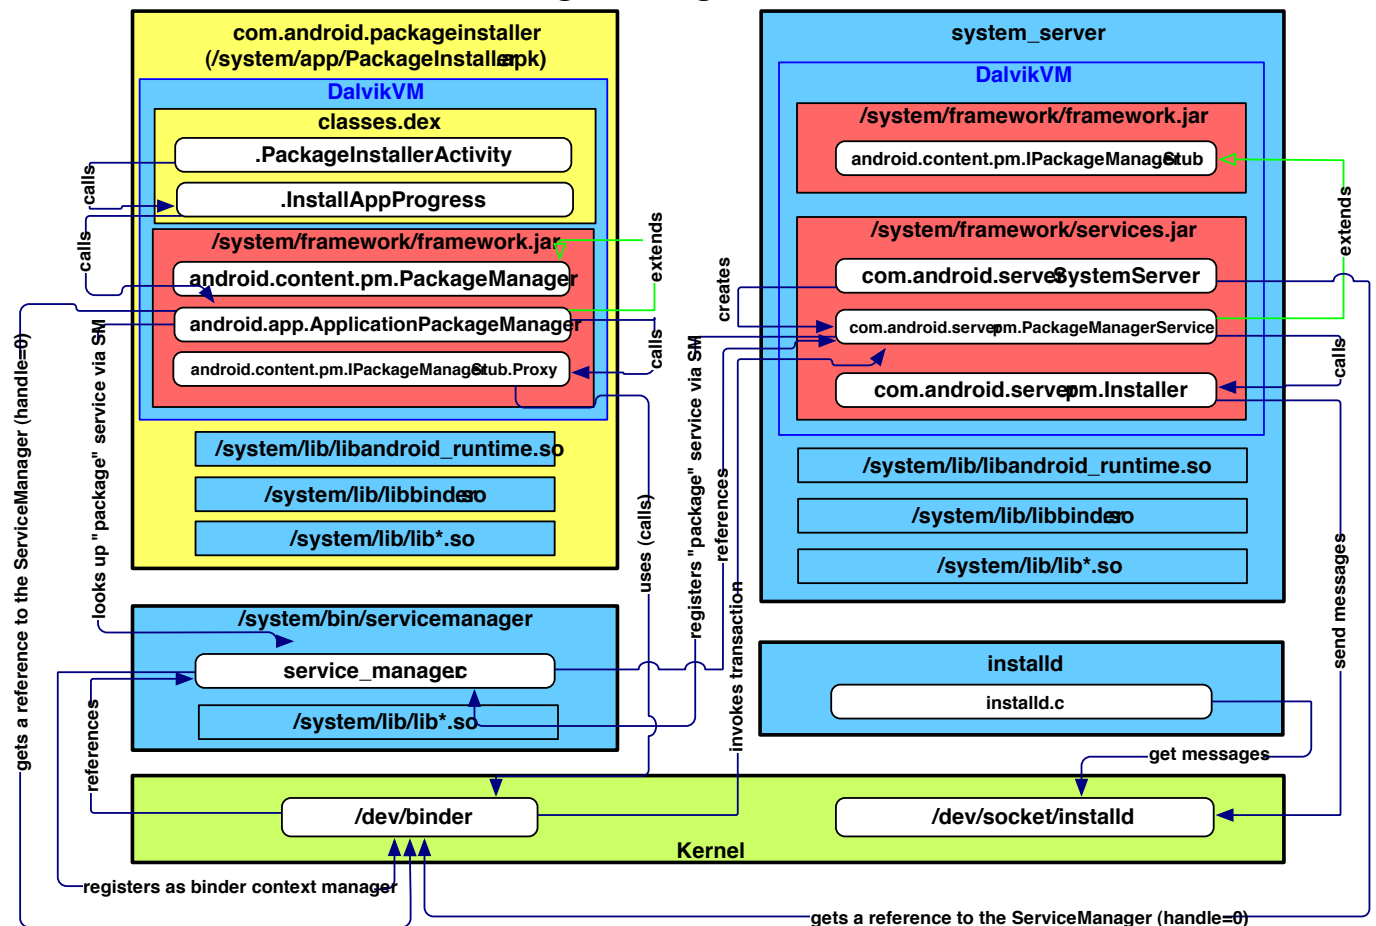 com.android.packageinstaller
(/system/app/PackageInstaller.apk)
DalvikVM
classes.dex
.PackageInstallerActivity
.InstallAppProgress
/system/framework/framework.jar
android.content.pm.PackageManager
android.app.ApplicationPackageManager
android.content.pm.IPackageManager.Stub.Proxy
/system/lib/libandroid_runtime.so
/system/lib/libbinder.so
/system/lib/lib*.so
calls
calls
extends
calls
gets a reference to the ServiceManager (handle=0)
looks up "package" service via SM
uses (calls)
/system/bin/servicemanager
service_manager.c
/system/lib/lib*.so
references
registers "package" service via SM
references
invokes transaction
system_server
DalvikVM
/system/framework/framework.jar
android.content.pm.IPackageManager.Stub
/system/framework/services.jar
com.android.server.SystemServer
com.android.server.pm.PackageManagerService
com.android.server.pm.Installer
creates
extends
calls
/system/lib/libandroid_runtime.so
/system/lib/libbinder.so
/system/lib/lib*.so
send messages
installd
installd.c
get messages
/dev/binder
/dev/socket/installd
Kernel
registers as binder context manager
gets a reference to the ServiceManager (handle=0)